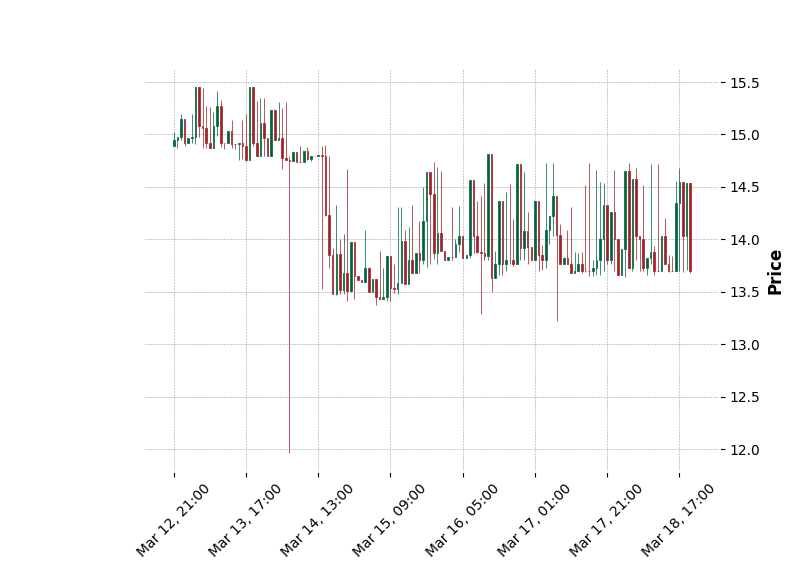 15.5
15.0
14.5
14.0
13.5
13.0
12.5
12.0
Price
Mar 12, 21:00
Mar 13, 17:00
Mar 14, 13:00
Mar 15, 09:00
Mar 16, 05:00
Mar 17, 01:00
Mar 17, 21:00
Mar 18, 17:00